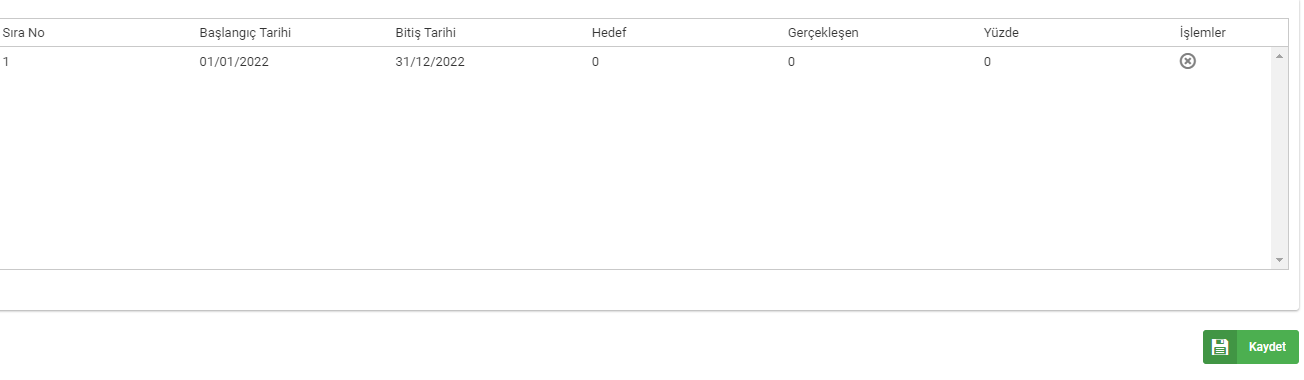 Sıra No Başlangıç Tarihi Bitiş Tarihi Hedef Gerçekleşen Yüzde İşlemler
1 01/01/2022 31/12/2022 0 0 0
Kaydet